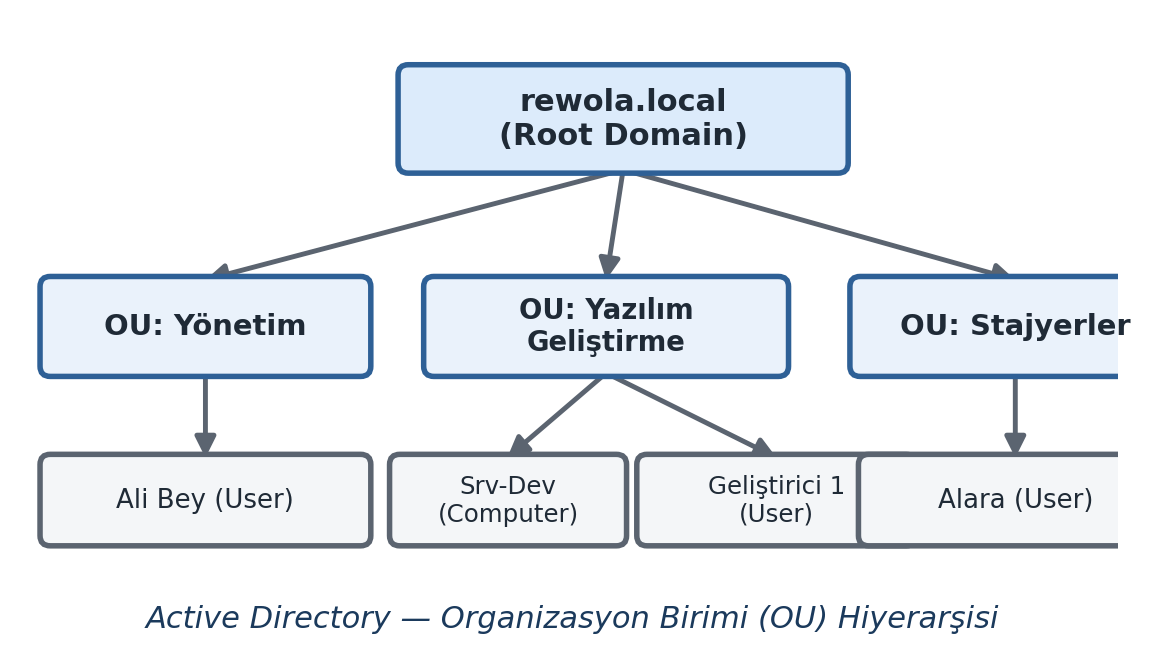 rewola.local
(Root Domain)
OU: Yönetim
OU: Yazılım
Geliştirme
OU: Stajyerler
Ali Bey (User)
Srv-Dev
(Computer)
Geliştirici 1
(User)
Alara (User)
Active Directory — Organizasyon Birimi (OU) Hiyerarşisi